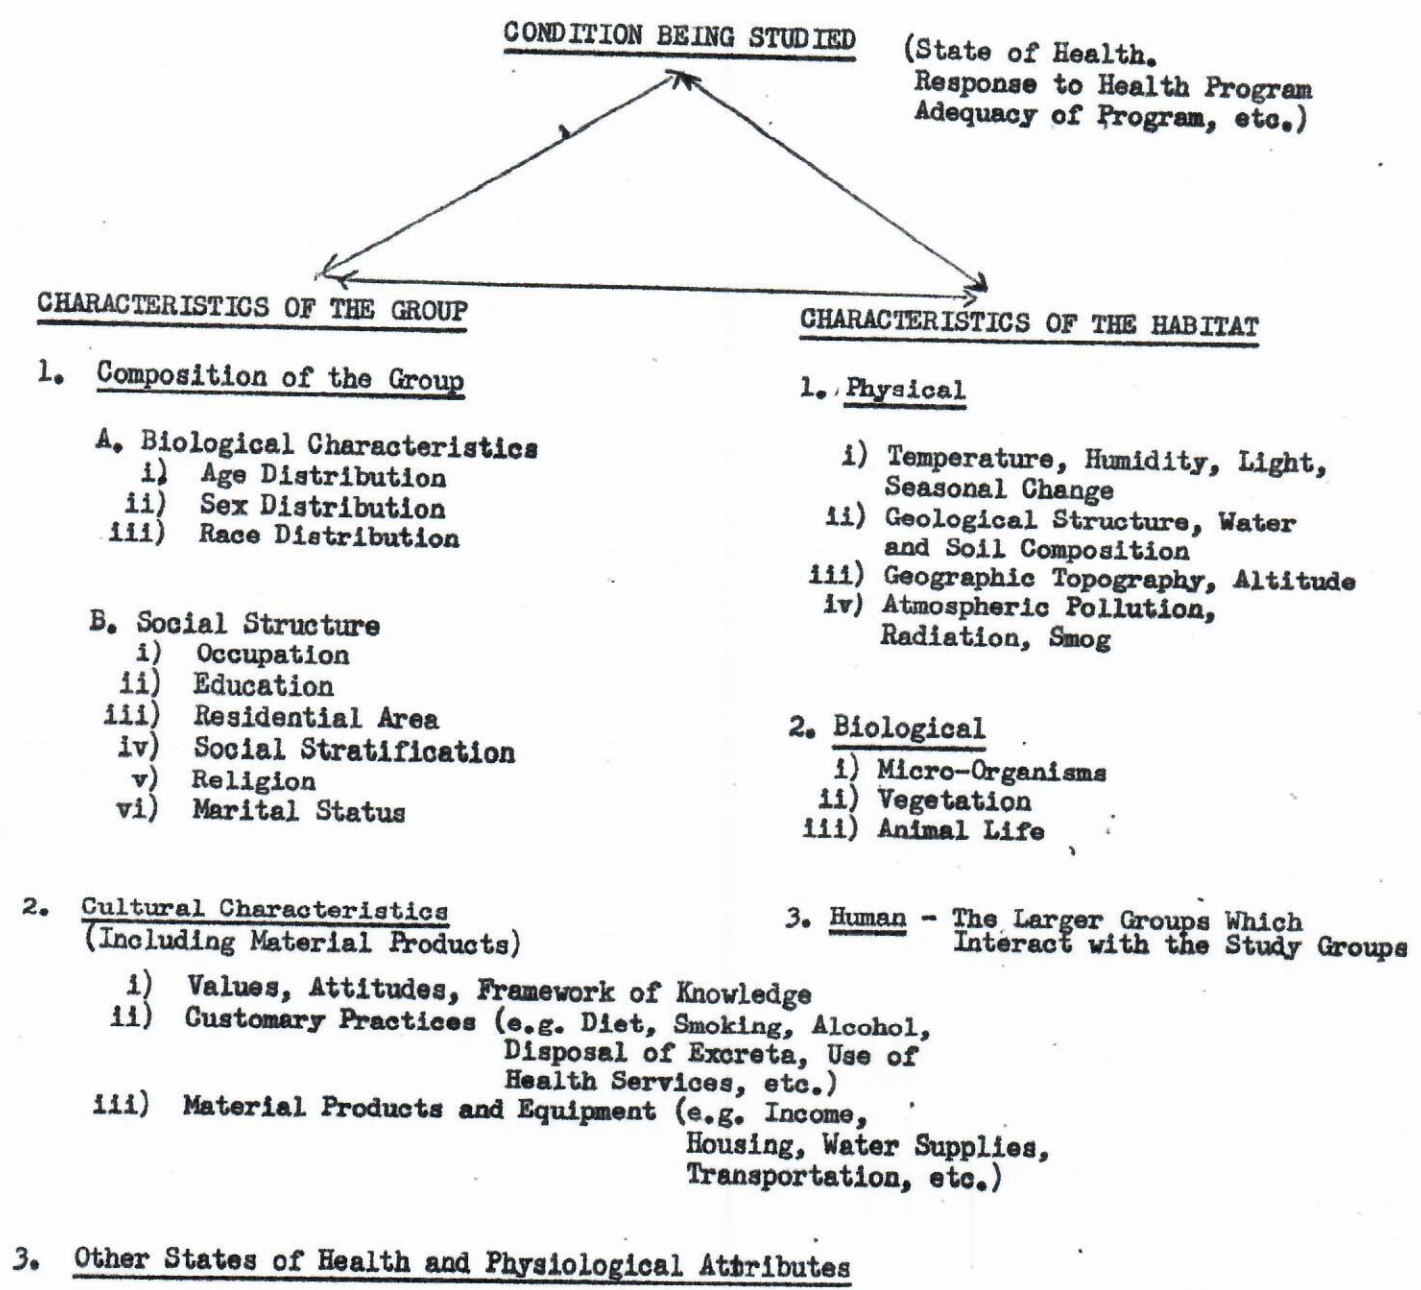 CONDITION BEING STUDIED
(State of Health.
Response to Health Program
Adequacy of Program, etc.)
CHARACTERISTICS OF THE GROUP
1. Composition of the Group
A. Biological Characteristics
i) Age Distribution
ii) Sex Distribution
iii) Race Distribution
B. Social Structure
i) Occupation
ii) Education
iii) Residential Area
iv) Social Stratification
v) Religion
vi) Marital Status
2. Cultural Characteristics
(Including Material Products)
i) Values, Attitudes, Framework of Knowledge
ii) Customary Practices (e.g. Diet, Smoking, Alcohol,
Disposal of Excreta, Use of
Health Services, etc.)
iii) Material Products and Equipment (e.g. Income,
Housing, Water Supplies,
Transportation, etc.)
3. Other States of Health and Physiological Attributes
CHARACTERISTICS OF THE HABITAT
1. Physical
i) Temperature, Humidity, Light,
Seasonal Change
ii) Geological Structure, Water
and Soil Composition
iii) Geographic Topography, Altitude
iv) Atmospheric Pollution,
Radiation, Smog
2. Biological
i) Micro-Organisms
ii) Vegetation
iii) Animal Life
3. Human - The Larger Groups Which
Interact with the Study Groups